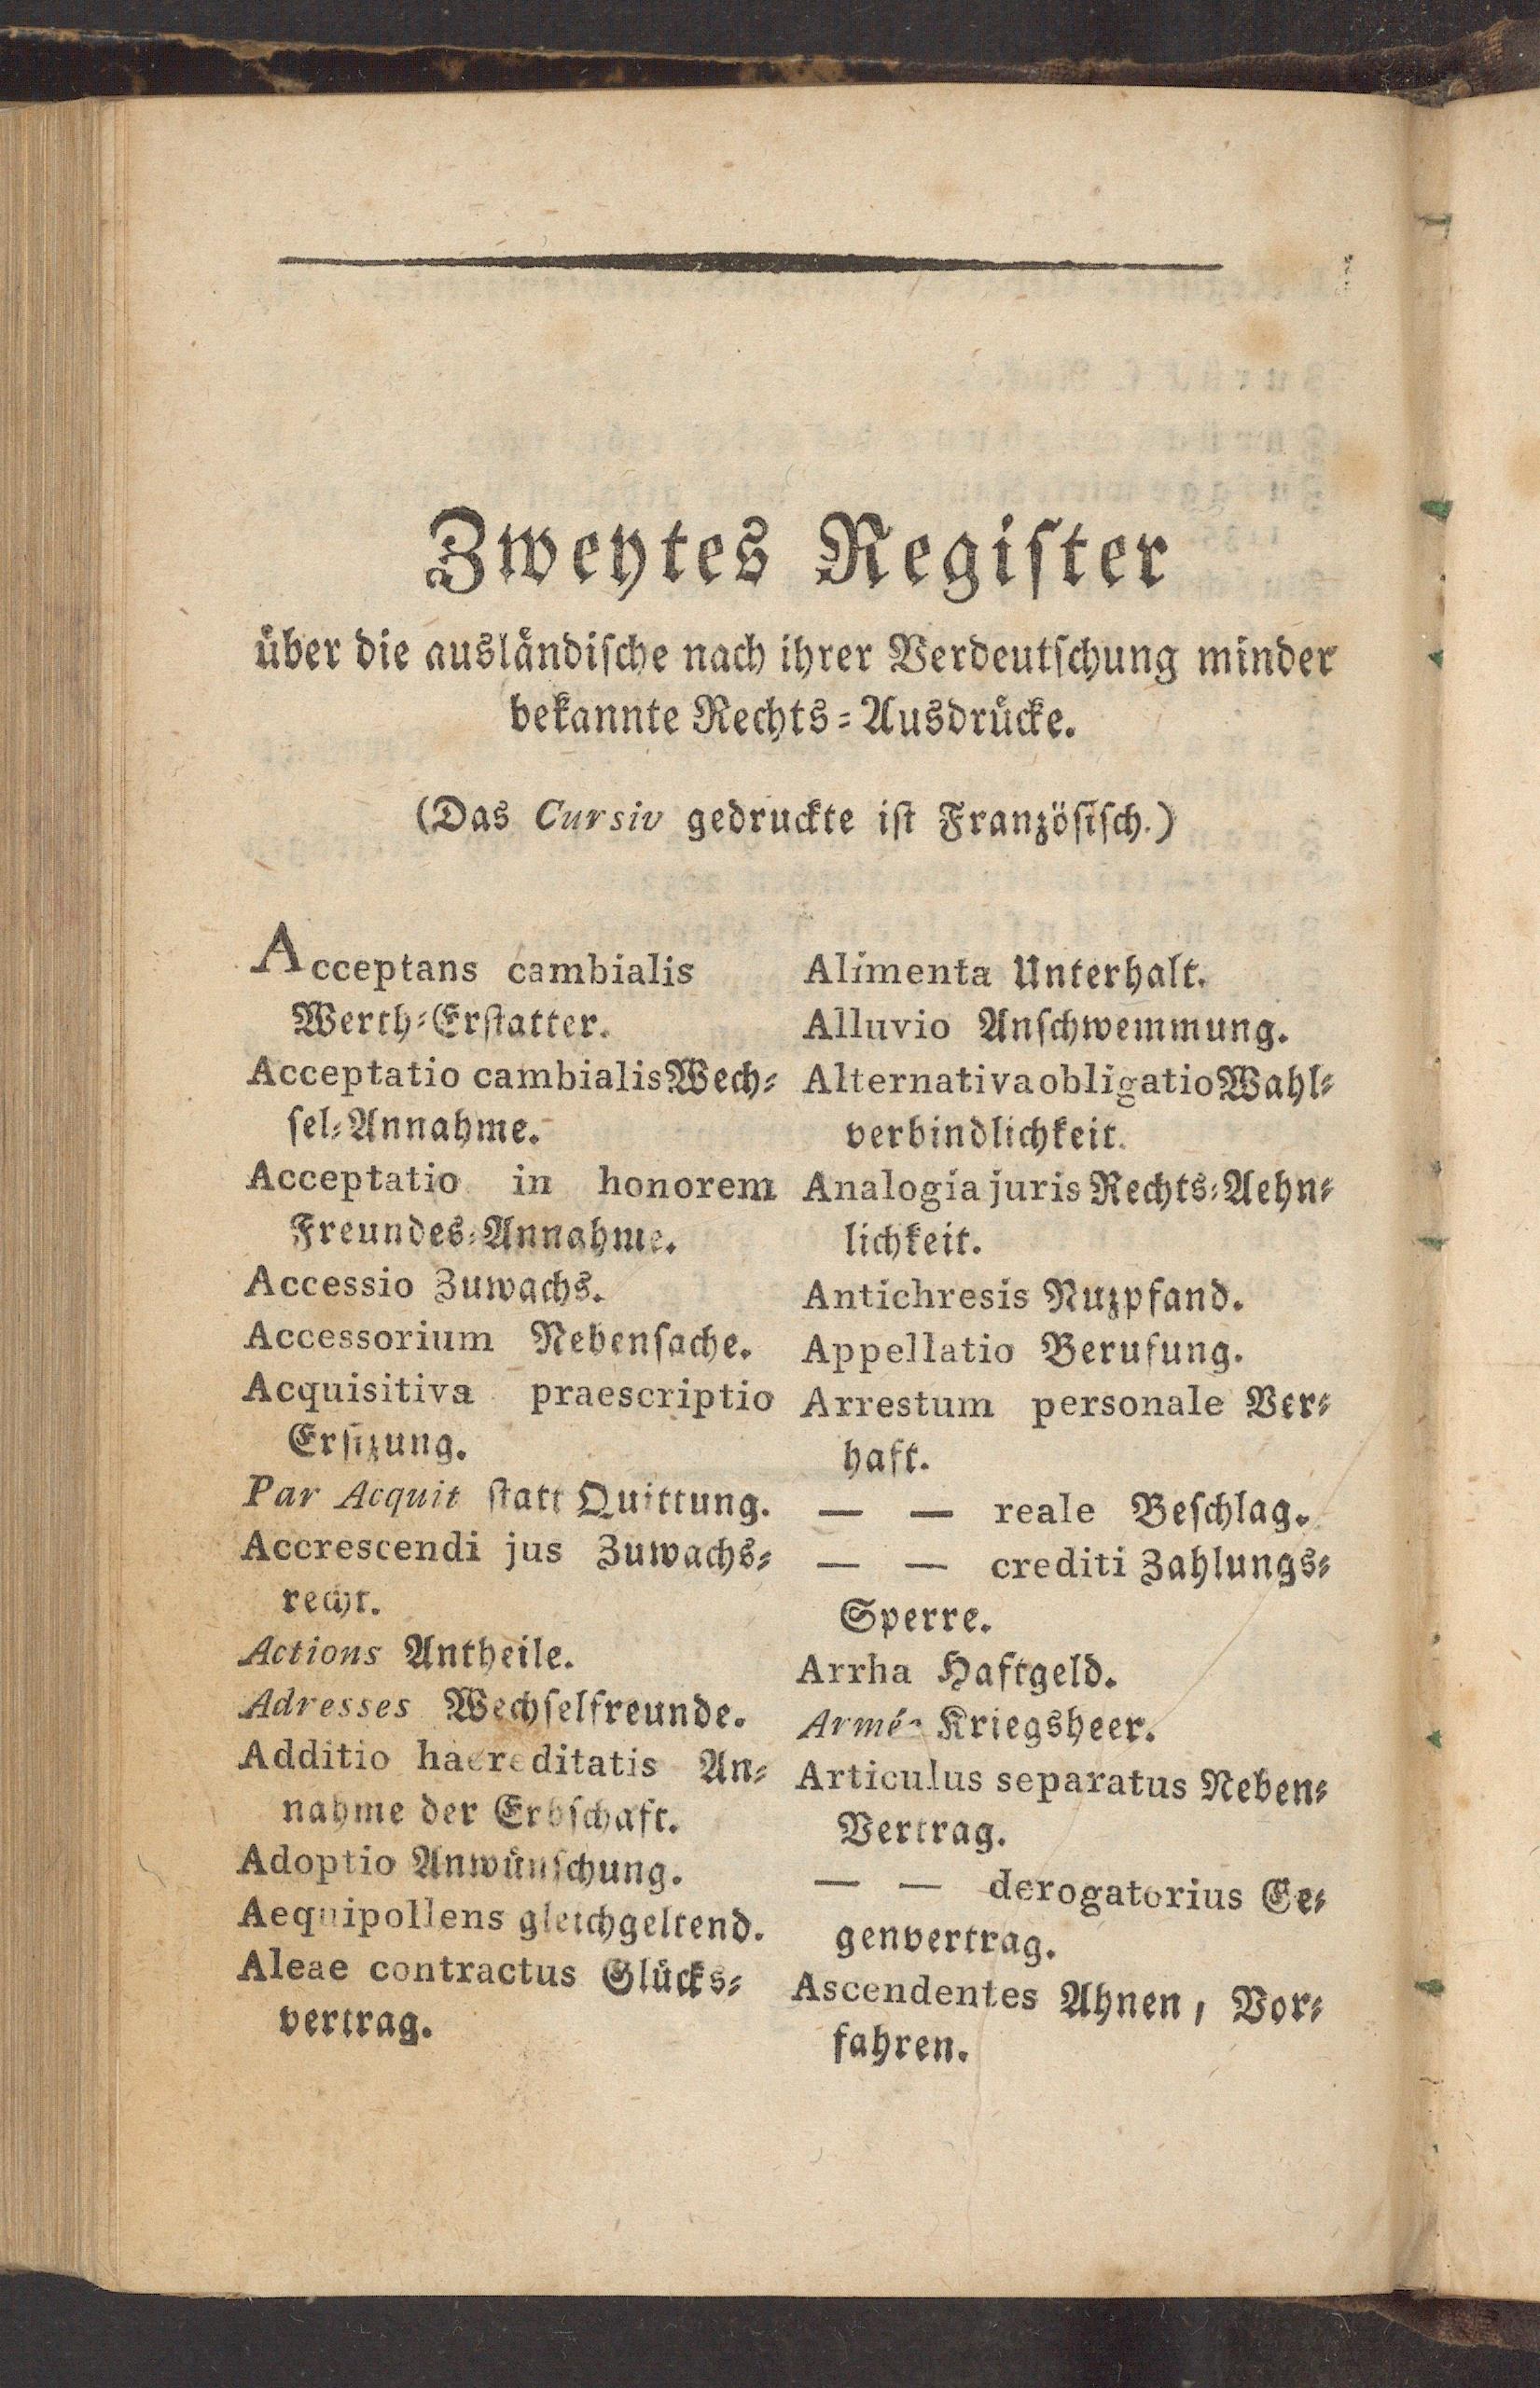 Zweytes Register
über die ausländische nach ihrer Verdeutschung minder
bekannte Rechts-Ausdrücke.
(Das Cursiv gedruckte ist Französisch.)
Acceptans cambialis
Werth-Erstatter.
Acceptatio cambialis Wech-
sel-Annahme.
Acceptatio in honorem
Freundes-Annahme.
Accessio Zuwachs.
Accessorium Nebensache.
Acquisitiva praescriptio
Ersizung.
Par Acquit statt Quittung.
Accrescendi jus Zuwachs-
recht.
Actions Antheile.
Adresses Wechselfreunde.
Additio haereditatis An-
nahme der Erbschaft.
Adoptio Anwünschung.
Aequipollens gleichgeltend.
Aleae contractus Glücks-
vertrag.
Alimenta Unterhalt.
Alluvio Anschwemmung.
Alternativa obligatio Wahl-
verbindlichkeit.
Analogia juris Rechts-Aehn-
lichkeit.
Antichresis Nuzpfand.
Appellatio Berufung.
Arrestum personale Ver-
haft.
— — reale Beschlag.
— — crediti Zahlungs-
Sperre.
Arrha Haftgeld.
Armée Kriegsheer.
Articulus separatus Neben-
Vertrag.
— — derogatorius Ge-
genvertrag.
Ascendentes Ahnen, Vor-
fahren.